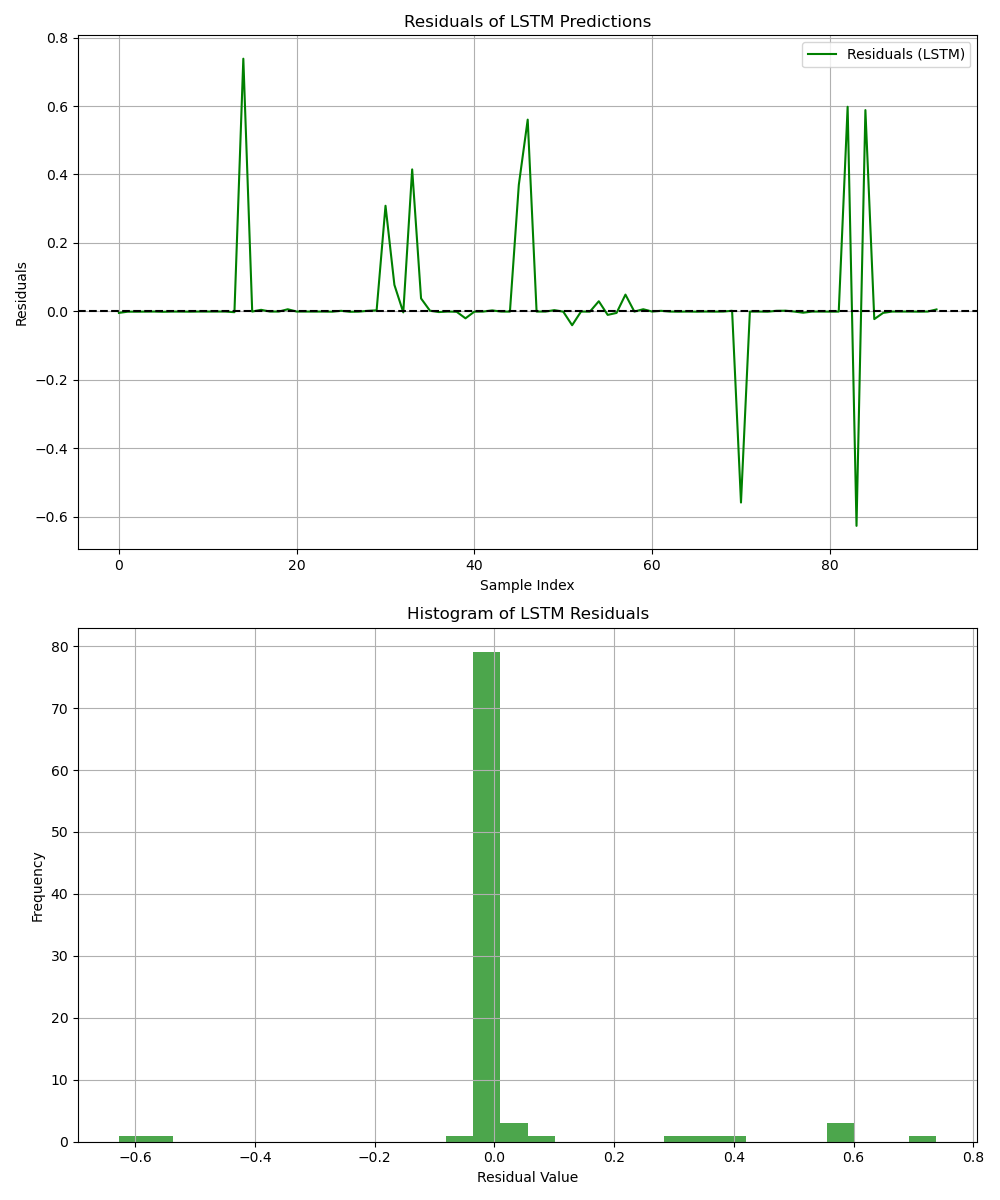 Residuals of LSTM Predictions
0.8
0.6
0.4
0.2
0.0
−0.2
−0.4
−0.6
Residuals
Residuals (LSTM)
0 20 40 60 80
Sample Index
Histogram of LSTM Residuals
80
70
60
50
40
30
20
10
0
Frequency
−0.6 −0.4 −0.2 0.0 0.2 0.4 0.6 0.8
Residual Value